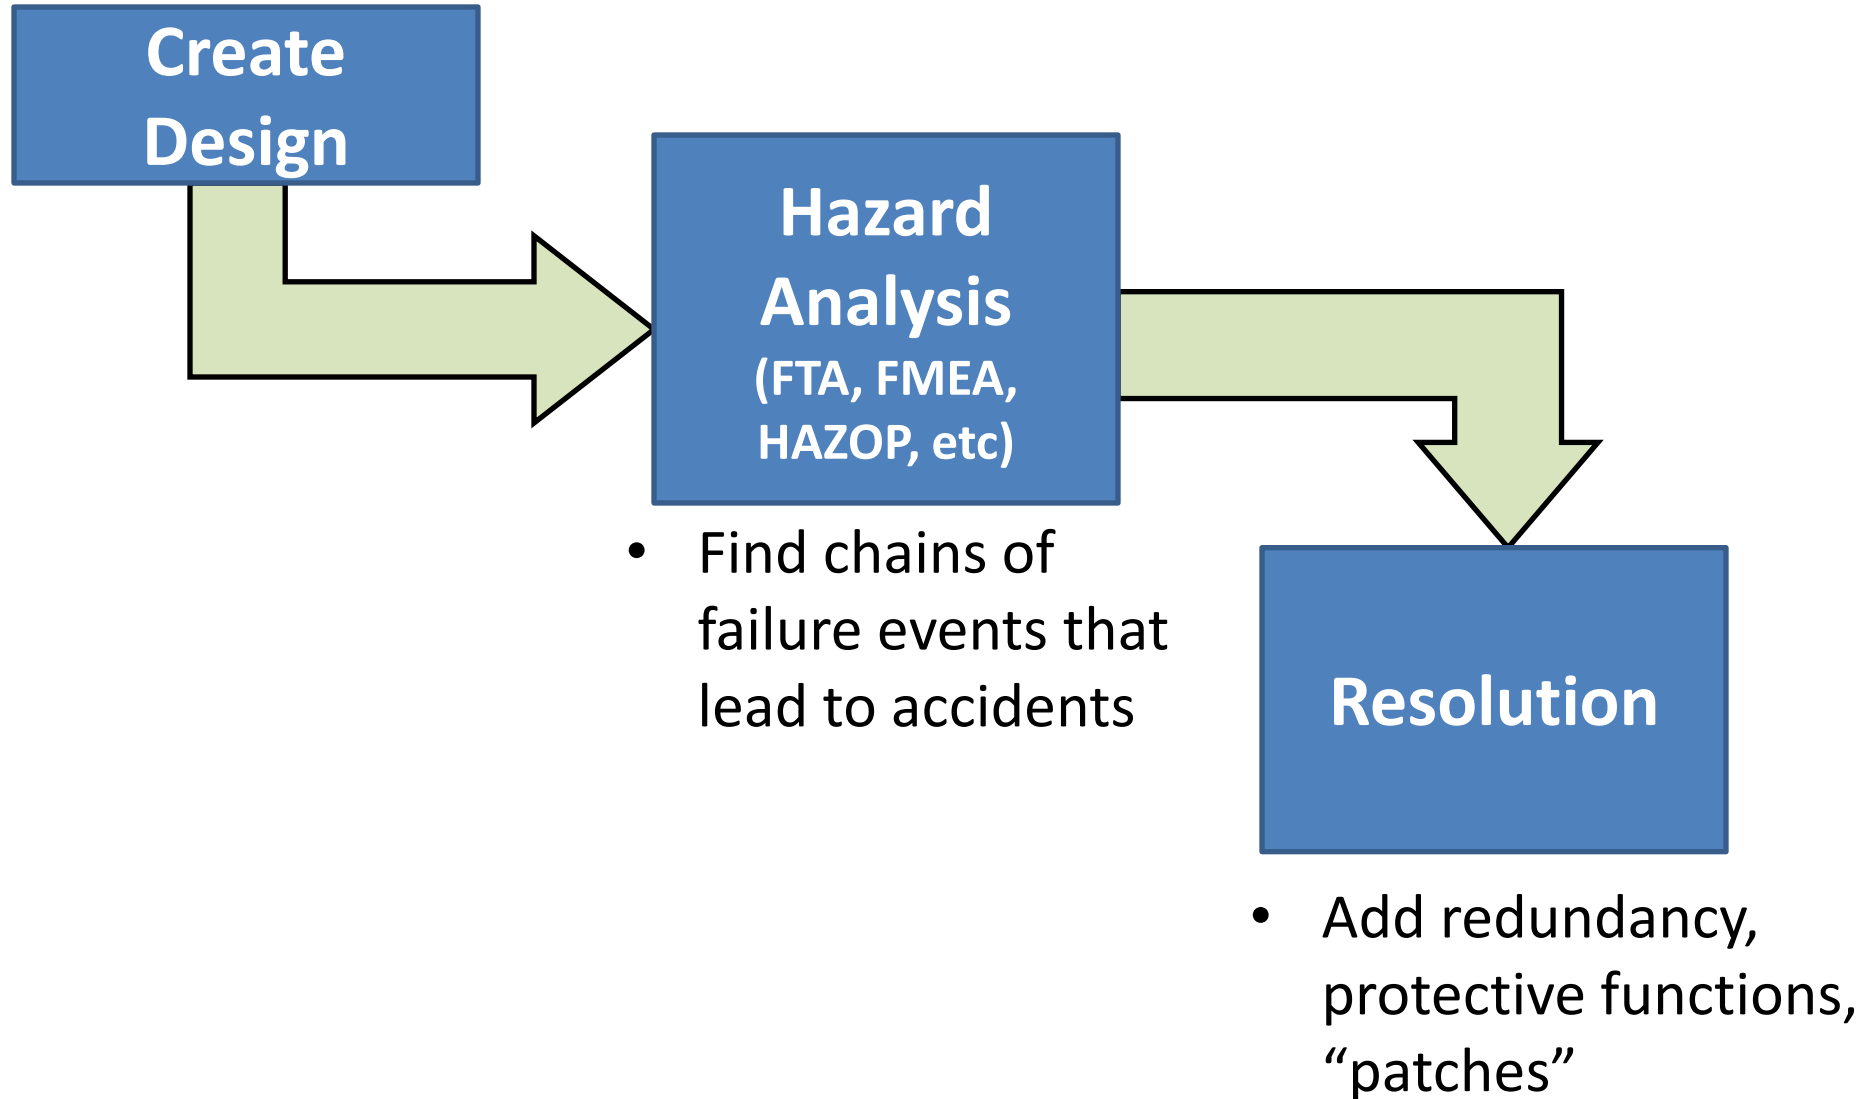 Create
Design
Hazard
Analysis
(FTA, FMEA,
HAZOP, etc)
• Find chains of
failure events that
lead to accidents
Resolution
• Add redundancy,
protective functions,
“patches”